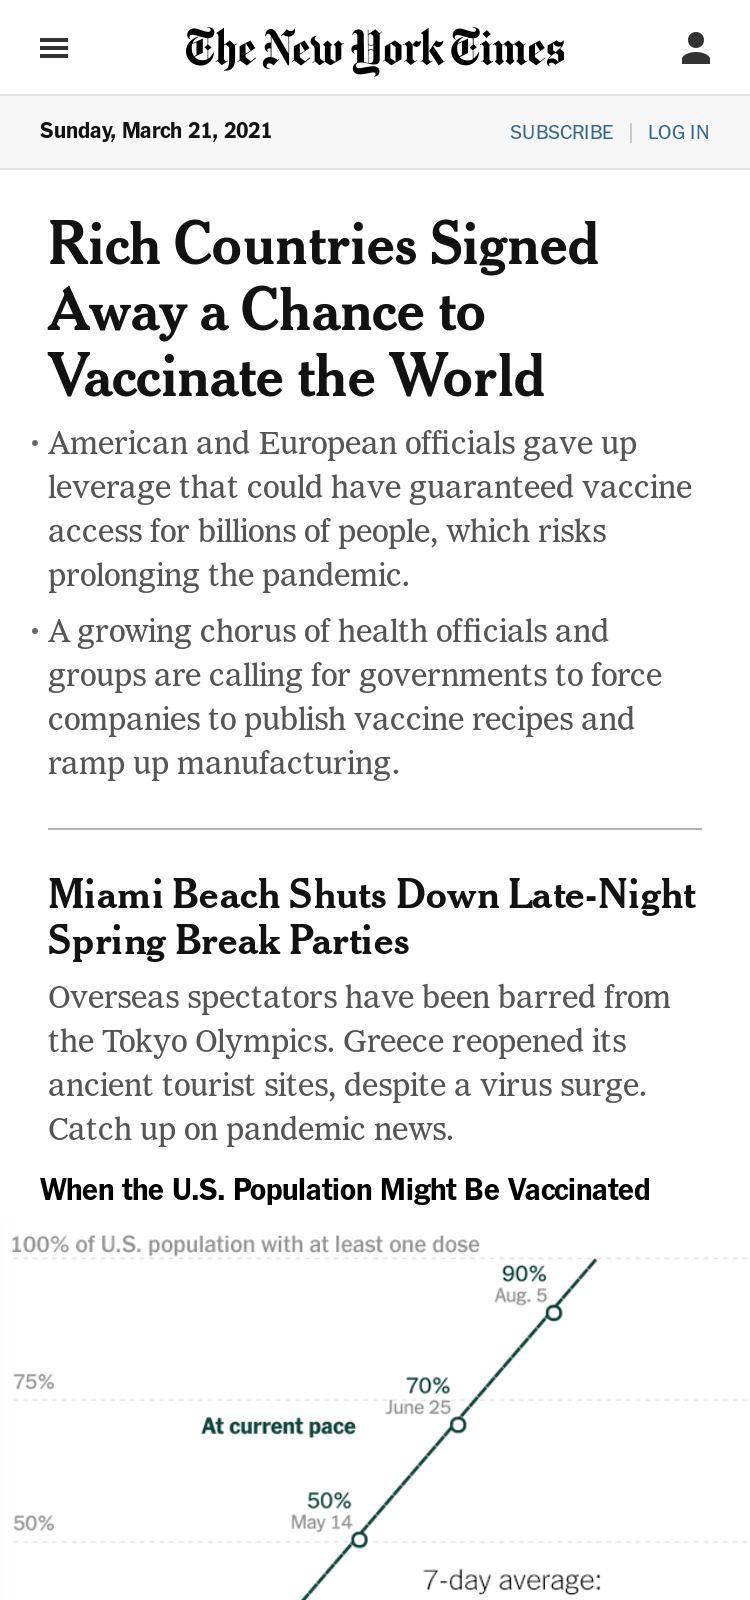 The New York Times
Sunday, March 21, 2021
SUBSCRIBE | LOG IN
Rich Countries Signed
Away a Chance to
Vaccinate the World
• American and European officials gave up
leverage that could have guaranteed vaccine
access for billions of people, which risks
prolonging the pandemic.
• A growing chorus of health officials and
groups are calling for governments to force
companies to publish vaccine recipes and
ramp up manufacturing.
Miami Beach Shuts Down Late-Night
Spring Break Parties
Overseas spectators have been barred from
the Tokyo Olympics. Greece reopened its
ancient tourist sites, despite a virus surge.
Catch up on pandemic news.
When the U.S. Population Might Be Vaccinated
100% of U.S. population with at least one dose
90%
Aug. 5
75%
70%
June 25
At current pace
50%
May 14
50%
7-day average: